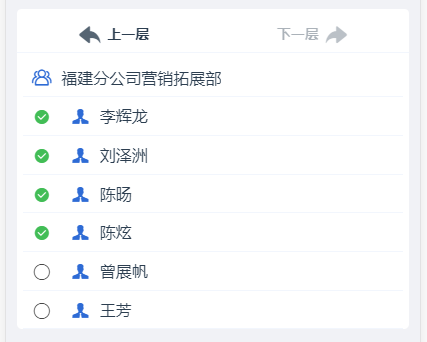 上一层 下一层
福建分公司营销拓展部
李辉龙
刘泽洲
陈旸
陈炫
曾展帆
王芳